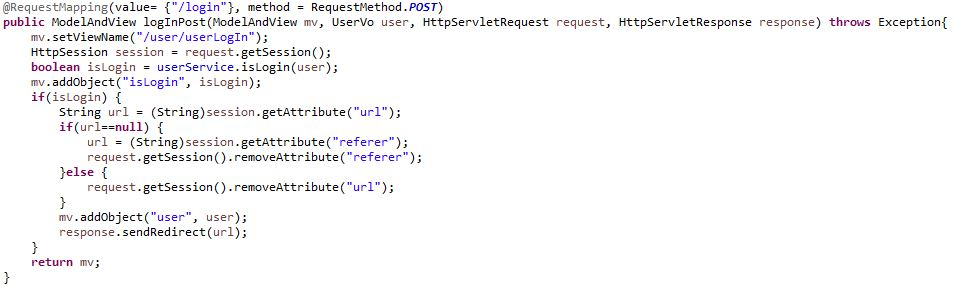 @RequestMapping(value= {"/login"}, method = RequestMethod.POST)
public ModelAndView logInPost(ModelAndView mv, UserVo user, HttpServletRequest request, HttpServletResponse response) throws Exception{
    mv.setViewName("/user/userLogIn");
    HttpSession session = request.getSession();
    boolean isLogin = userService.isLogin(user);
    mv.addObject("isLogin", isLogin);
    if(isLogin) {
        String url = (String)session.getAttribute("url");
        if(url==null) {
            url = (String)session.getAttribute("referer");
            request.getSession().removeAttribute("referer");
        }else {
            request.getSession().removeAttribute("url");
        }
        mv.addObject("user", user);
        response.sendRedirect(url);
    }
    return mv;
}